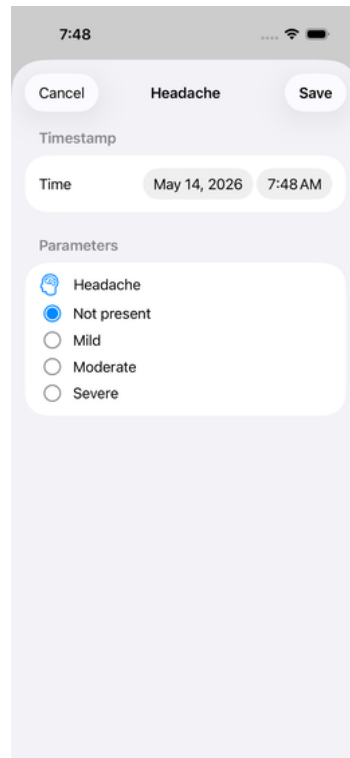 7:48
Cancel Headache Save
Timestamp
Time May 14, 2026 7:48 AM
Parameters
Headache
Not present
Mild
Moderate
Severe